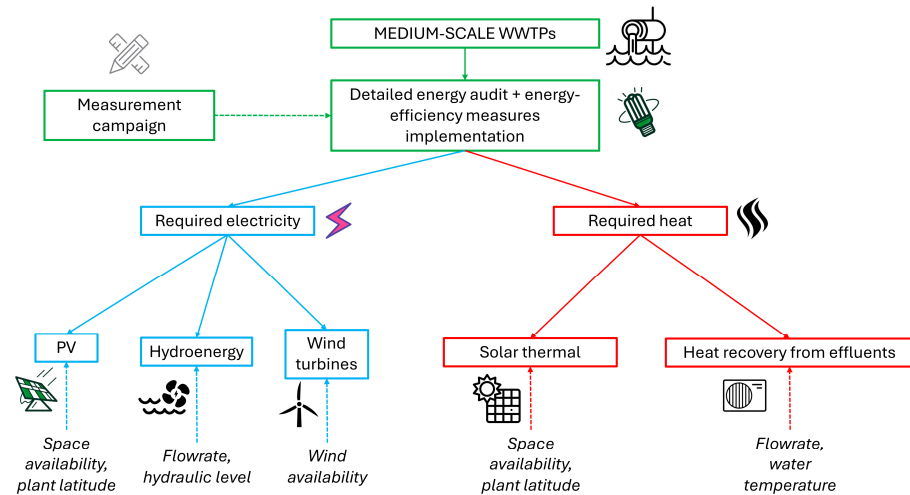 MEDIUM-SCALE WWTPs
Measurement
campaign
Detailed energy audit + energy-
efficiency measures
implementation
Required electricity
Required heat
PV
Hydroenergy
Wind
turbines
Solar thermal
Heat recovery from effluents
Space
availability,
plant latitude
Flowrate,
hydraulic level
Wind
availability
Space
availability,
plant latitude
Flowrate,
water
temperature